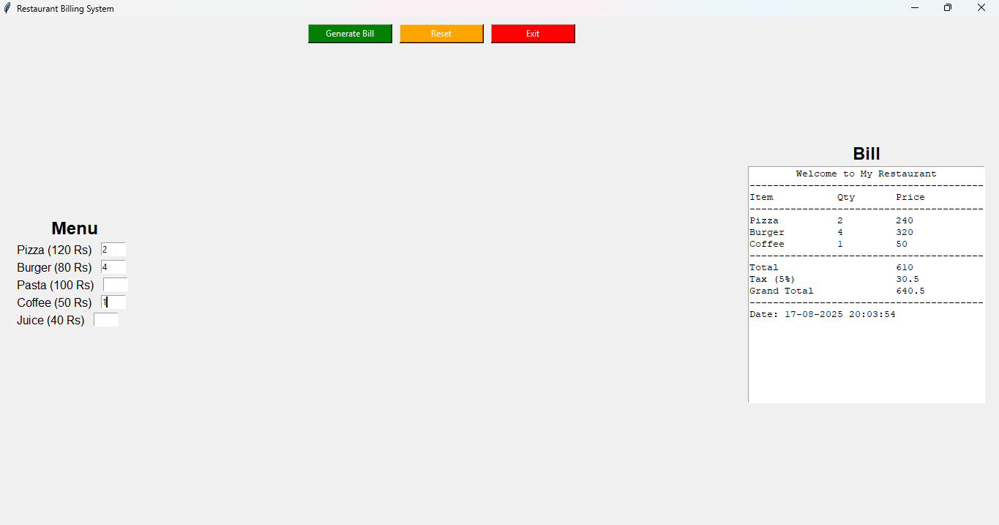 Restaurant Billing System
Generate Bill Reset Exit
Menu
Pizza (120 Rs) 2
Burger (80 Rs) 4
Pasta (100 Rs)
Coffee (50 Rs) 1
Juice (40 Rs)
Bill
Welcome to My Restaurant
----------------------------------------
Item Qty Price
----------------------------------------
Pizza 2 240
Burger 4 320
Coffee 1 50
----------------------------------------
Total 610
Tax (5%) 30.5
Grand Total 640.5
----------------------------------------
Date: 17-08-2025 20:03:54